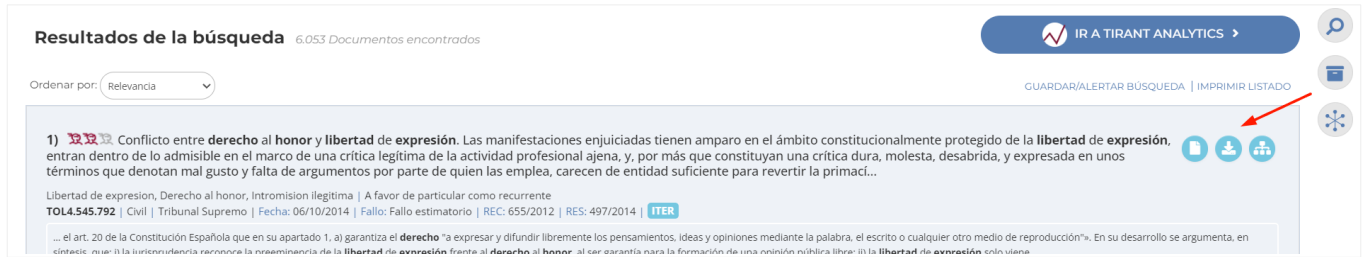 Resultados de la búsqueda 6.053 Documentos encontrados
IR A TIRANT ANALYTICS >
Ordenar por: Relevancia
GUARDAR/ALERTAR BÚSQUEDA | IMPRIMIR LISTADO
1) Conflicto entre derecho al honor y libertad de expresión. Las manifestaciones enjuiciadas tienen amparo en el ámbito constitucionalmente protegido de la libertad de expresión,
entran dentro de lo admisible en el marco de una crítica legítima de la actividad profesional ajena, y, por más que constituyan una crítica dura, molesta, desabrida, y expresada en unos
términos que denotan mal gusto y falta de argumentos por parte de quien las emplea, carecen de entidad suficiente para revertir la primací...
Libertad de expresion, Derecho al honor, Intromision ilegitima | A favor de particular como recurrente
TOL4.545.792 | Civil | Tribunal Supremo | Fecha: 06/10/2014 | Fallo: Fallo estimatorio | REC: 655/2012 | RES: 497/2014 | ITER
... el art. 20 de la Constitución Española que en su apartado 1, a) garantiza el derecho "a expresar y difundir libremente los pensamientos, ideas y opiniones mediante la palabra, el escrito o cualquier otro medio de reproducción"». En su desarrollo se argumenta, en
síntesis, que: i) la jurisprudencia reconoce la preeminencia de la libertad de expresión frente al derecho al honor, al ser garantía para la formación de una opinión pública libre; ii) la libertad de expresión solo viene